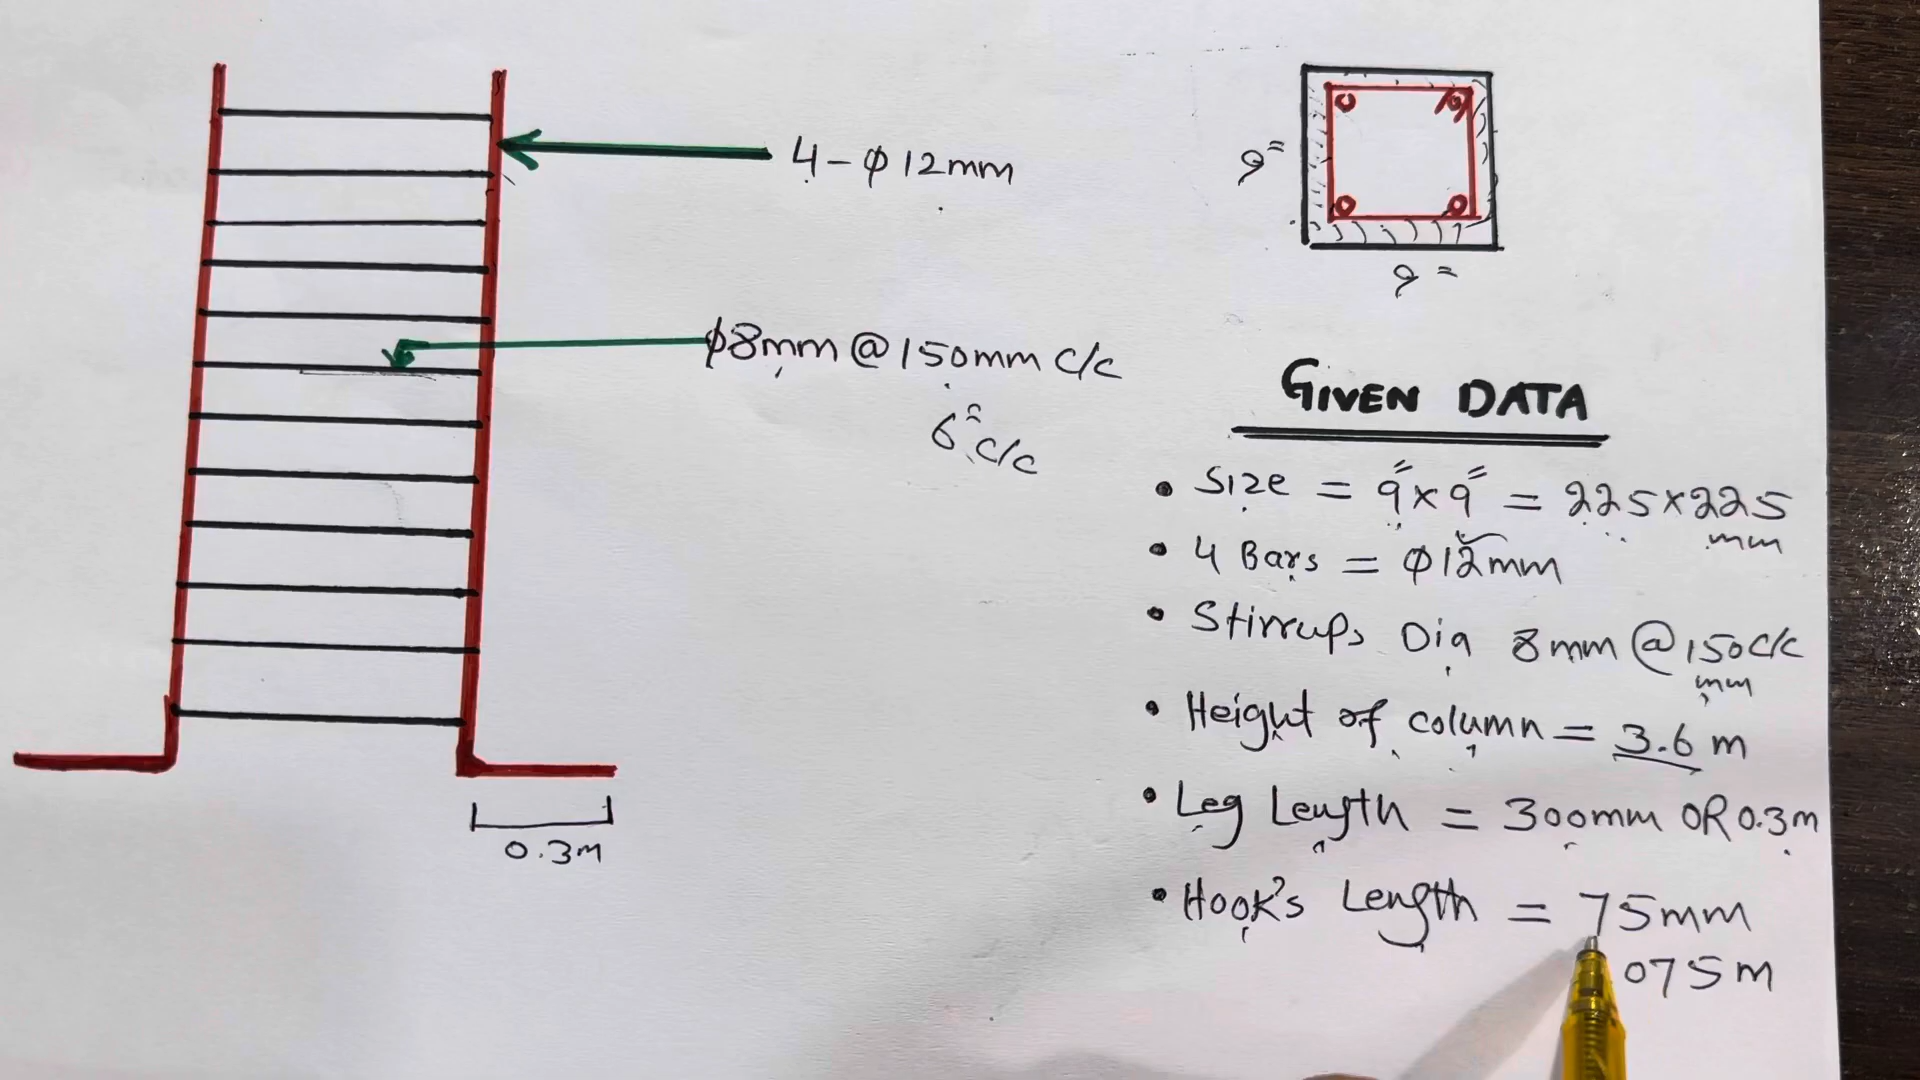 4-φ12mm
φ8mm@150mm c/c
6" c/c
0.3m
9"
9"
GIVEN DATA
• Size = 9"x9" = 225x225
mm
• 4 Bars = φ12mm
• Stirrups Dia 8mm@150c/c
mm
• Height of column = 3.6 m
• Leg Length = 300mm OR 0.3m
• Hook's Length = 75mm
075m